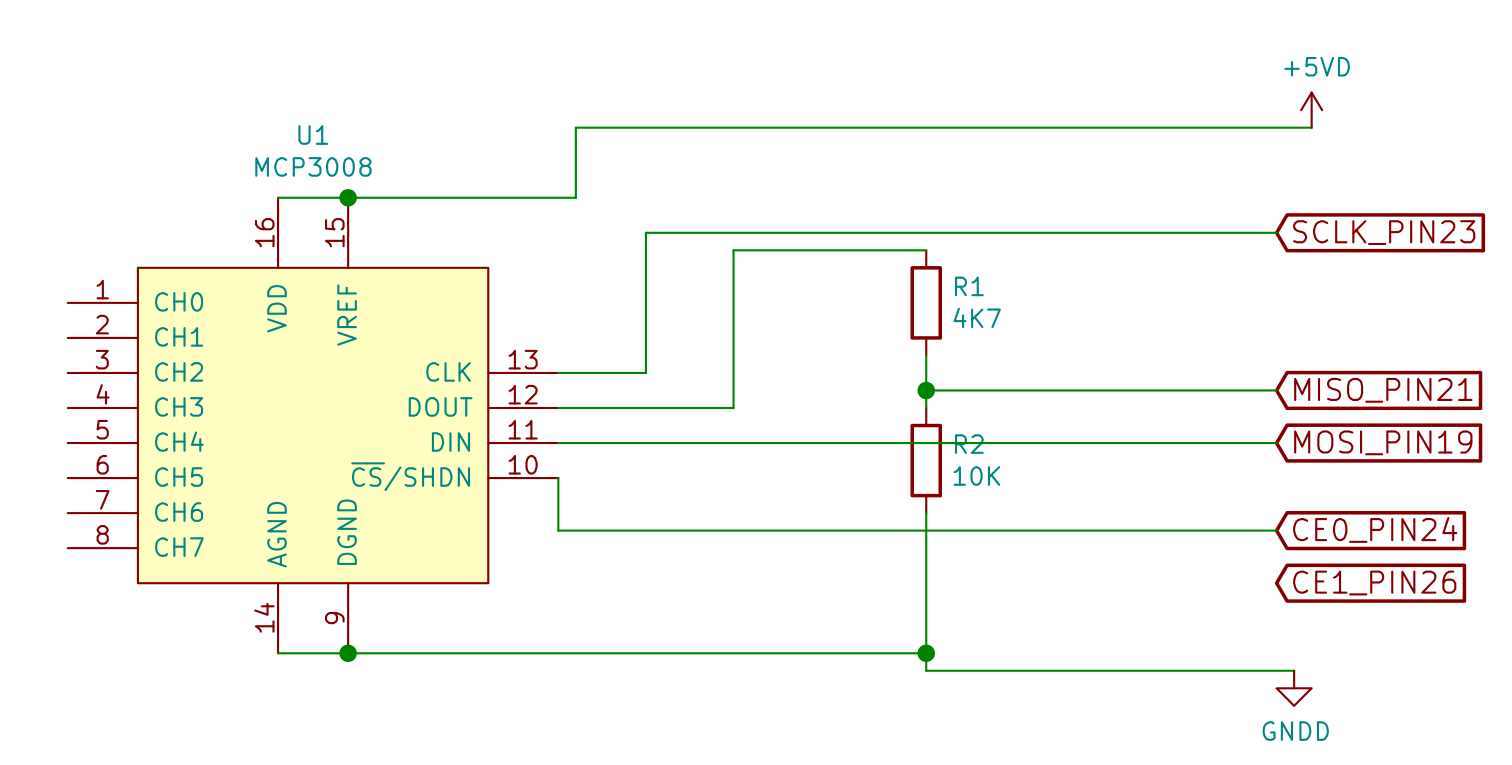 +5VD
U1
MCP3008
16
15
SCLK_PIN23
1
CH0
VDD
VREF
R1
4K7
2
CH1
3
CH2
CLK
13
4
CH3
DOUT
12
MISO_PIN21
5
CH4
DIN
11
R2
MOSI_PIN19
6
CH5
CS/SHDN
10
10K
7
CH6
AGND
DGND
CE0_PIN24
8
CH7
CE1_PIN26
14
9
GNDD